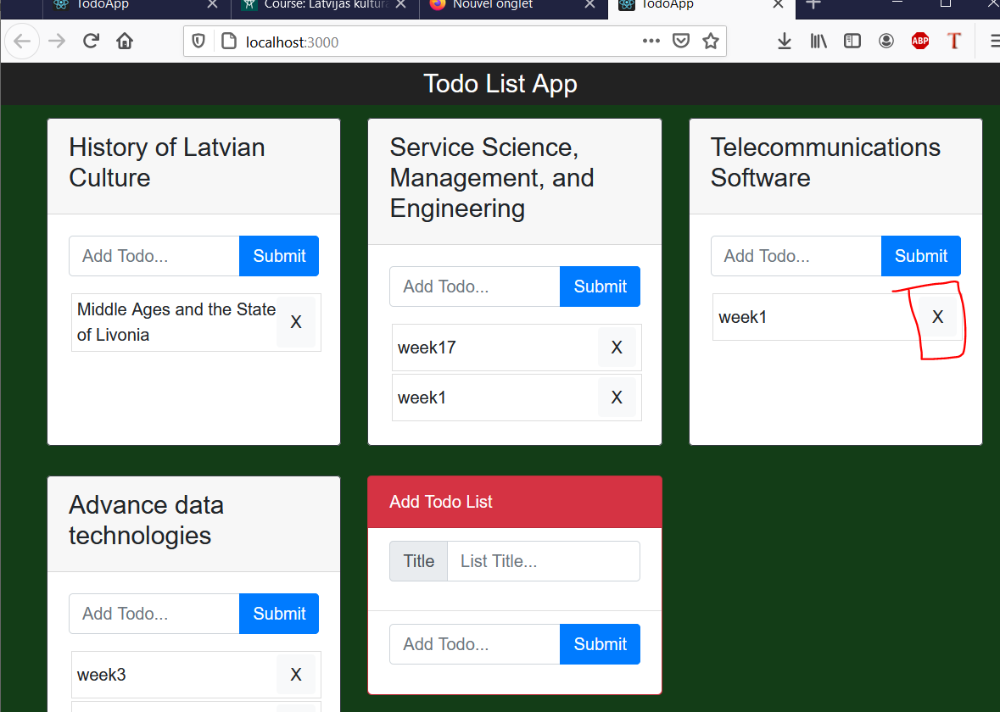 TodoApp
Course: Latvijas kultūra
Nouvel onglet
TodoApp
localhost:3000
ABP
T
Todo List App
History of Latvian
Culture
Add Todo...
Submit
Middle Ages and the State
of Livonia
X
Service Science,
Management, and
Engineering
Add Todo...
Submit
week17
X
week1
X
Telecommunications
Software
Add Todo...
Submit
week1
X
Advance data
technologies
Add Todo...
Submit
week3
X
Add Todo List
Title
List Title...
Add Todo...
Submit